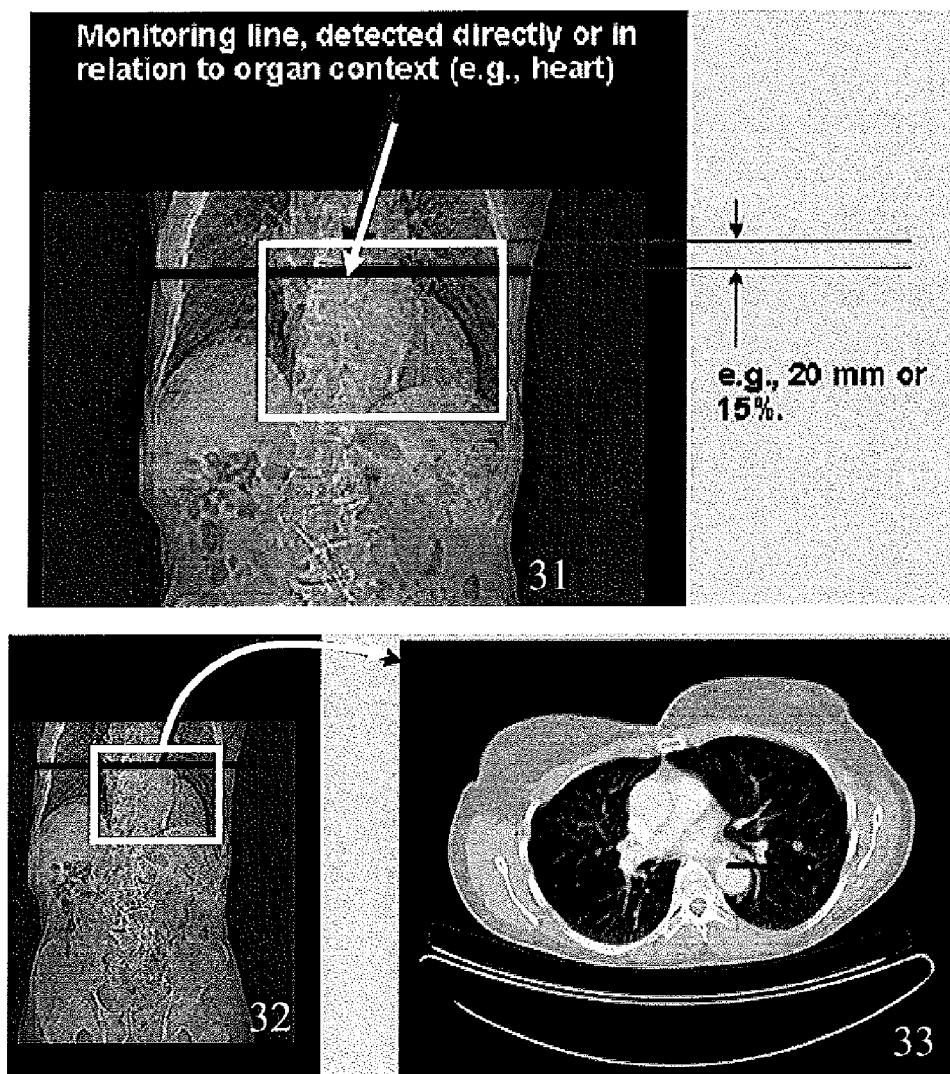 Monitoring line, detected directly or in
relation to organ context (e.g., heart)
e.g., 20 mm or
15%.
31
32
33